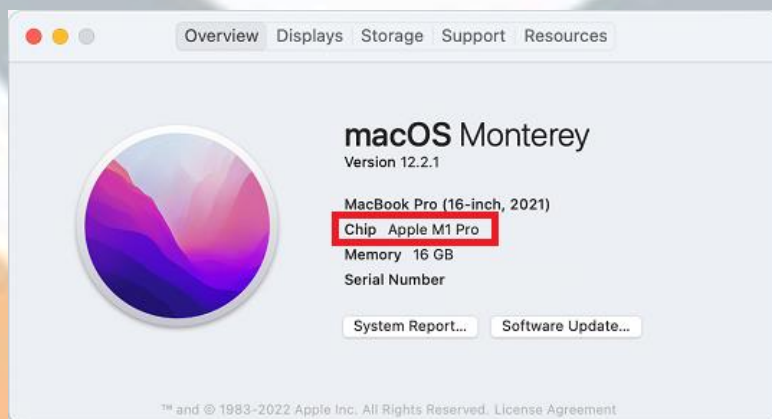 Overview Displays Storage Support Resources
macOS Monterey
Version 12.2.1
MacBook Pro (16-inch, 2021)
Chip Apple M1 Pro
Memory 16 GB
Serial Number
System Report... Software Update...
™ and © 1983-2022 Apple Inc. All Rights Reserved. License Agreement